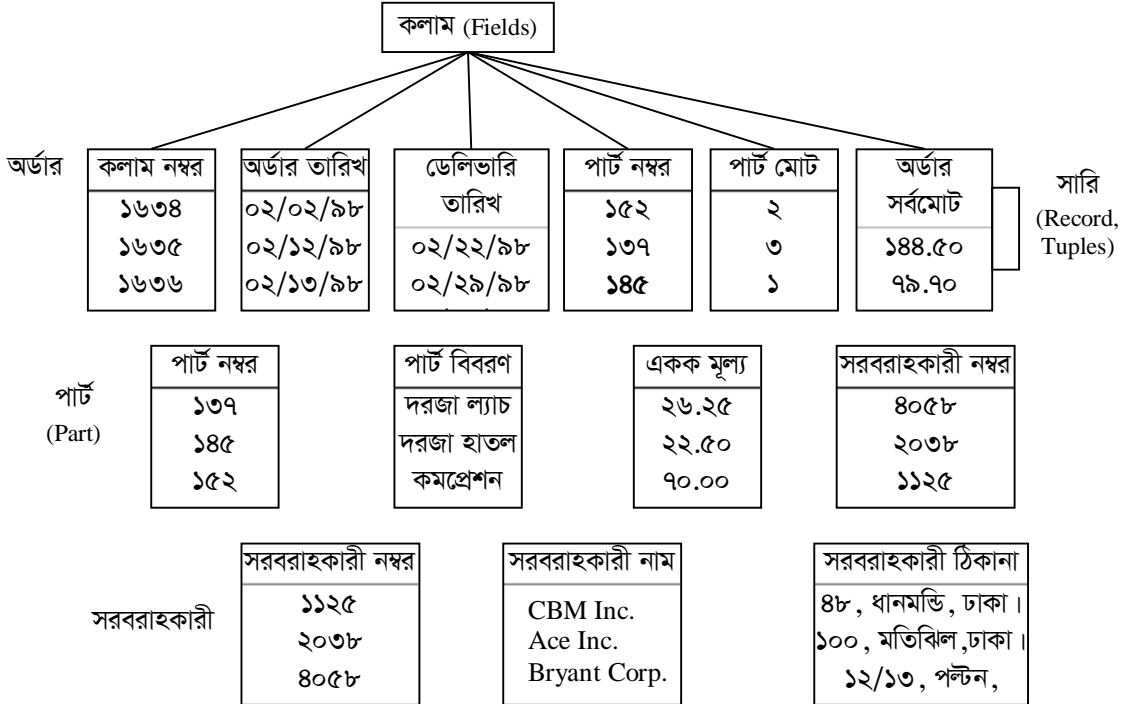 কলাম (Fields)
অর্ডার
কলাম নম্বর
১৬৩৪
১৬৩৫
১৬৩৬
অর্ডার তারিখ
০২/০২/৯৮
০২/১২/৯৮
০২/১৩/৯৮
ডেলিভারি
তারিখ
০২/২২/৯৮
০২/২৯/৯৮
পার্ট নম্বর
১৫২
১৩৭
১৪৫
পার্ট মোট
২
৩
১
অর্ডার
সর্বমোট
১৪৪.৫০
৭৯.৭০
সারি
(Record,
Tuples)
পার্ট
(Part)
পার্ট নম্বর
১৩৭
১৪৫
১৫২
পার্ট বিবরণ
দরজা ল্যাচ
দরজা হাতল
কমপ্রেশন
একক মূল্য
২৬.২৫
২২.৫০
৭০.০০
সরবরাহকারী নম্বর
৪০৫৮
২০৩৮
১১২৫
সরবরাহকারী
সরবরাহকারী নম্বর
১১২৫
২০৩৮
৪০৫৮
সরবরাহকারী নাম
CBM Inc.
Ace Inc.
Bryant Corp.
সরবরাহকারী ঠিকানা
৪৮, ধানমন্ডি, ঢাকা।
১০০, মতিঝিল,ঢাকা।
১২/১৩, পল্টন,